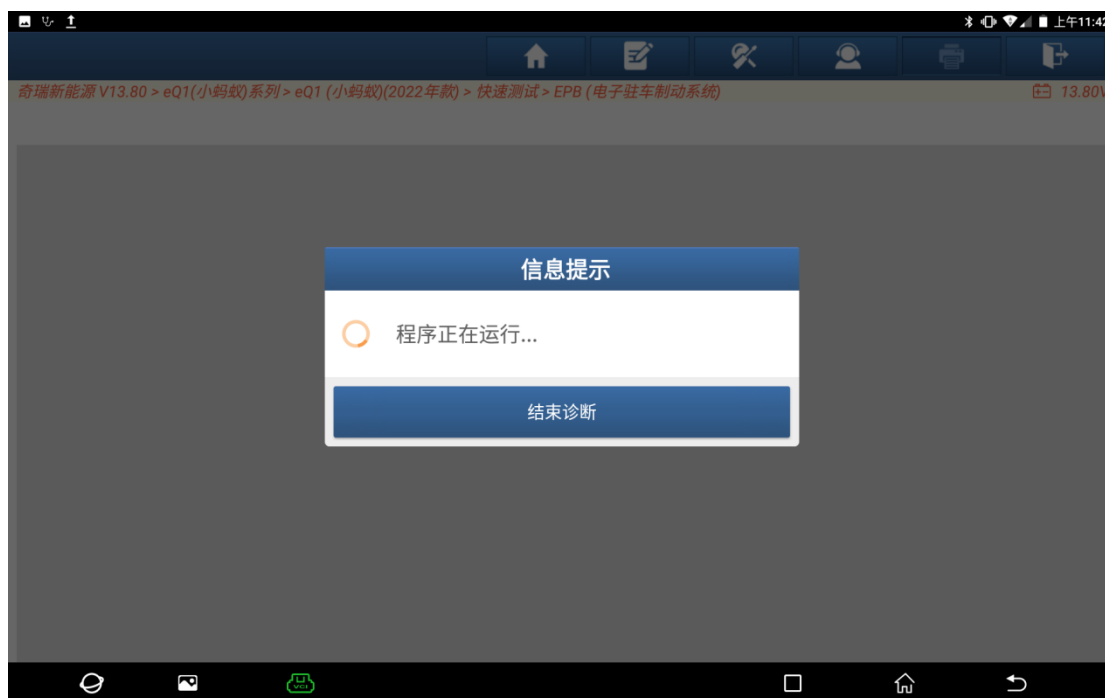 上午11:42
奇瑞新能源 V13.80 > eQ1(小蚂蚁)系列 > eQ1 (小蚂蚁)(2022年款) > 快速测试 > EPB (电子驻车制动系统)
13.80V
信息提示
程序正在运行...
结束诊断
VCI